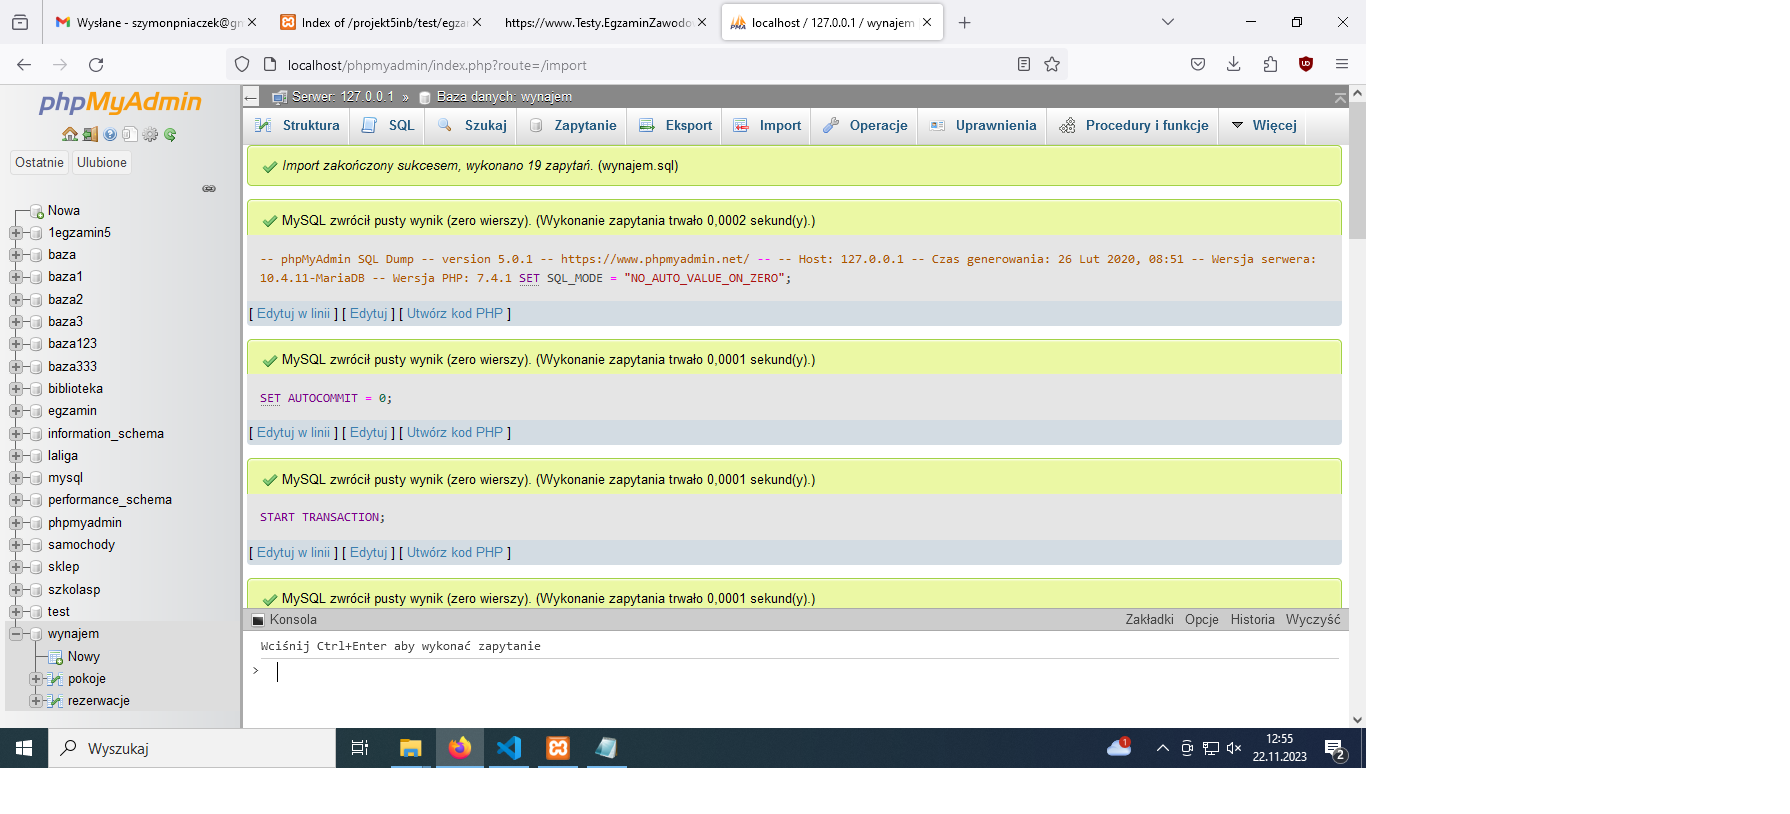 Wysłane - szymonpniaczek@gm
Index of /projekt5inb/test/egza
https://www.Testy.EgzaminZawodo
localhost / 127.0.0.1 / wynajem
localhost/phpmyadmin/index.php?route=/import
phpMyAdmin
Ostatnie
Ulubione
Nowa
1egzamin5
baza
baza1
baza2
baza3
baza123
baza333
biblioteka
egzamin
information_schema
laliga
mysql
performance_schema
phpmyadmin
samochody
sklep
szkolasp
test
wynajem
Nowy
pokoje
rezerwacje
Serwer: 127.0.0.1 » Baza danych: wynajem
Struktura SQL Szukaj Zapytanie Eksport Import Operacje Uprawnienia Procedury i funkcje Więcej
Import zakończony sukcesem, wykonano 19 zapytań. (wynajem.sql)
MySQL zwrócił pusty wynik (zero wierszy). (Wykonanie zapytania trwało 0,0002 sekund(y).)
-- phpMyAdmin SQL Dump -- version 5.0.1 -- https://www.phpmyadmin.net/ -- -- Host: 127.0.0.1 -- Czas generowania: 26 Lut 2020, 08:51 -- Wersja serwera:
10.4.11-MariaDB -- Wersja PHP: 7.4.1 SET SQL_MODE = "NO_AUTO_VALUE_ON_ZERO";
[ Edytuj w linii ] [ Edytuj ] [ Utwórz kod PHP ]
MySQL zwrócił pusty wynik (zero wierszy). (Wykonanie zapytania trwało 0,0001 sekund(y).)
SET AUTOCOMMIT = 0;
[ Edytuj w linii ] [ Edytuj ] [ Utwórz kod PHP ]
MySQL zwrócił pusty wynik (zero wierszy). (Wykonanie zapytania trwało 0,0001 sekund(y).)
START TRANSACTION;
[ Edytuj w linii ] [ Edytuj ] [ Utwórz kod PHP ]
MySQL zwrócił pusty wynik (zero wierszy). (Wykonanie zapytania trwało 0,0001 sekund(y).)
Konsola
Zakładki Opcje Historia Wyczyść
Wciśnij Ctrl+Enter aby wykonać zapytanie
>
Wyszukaj
1
12:55
22.11.2023
2